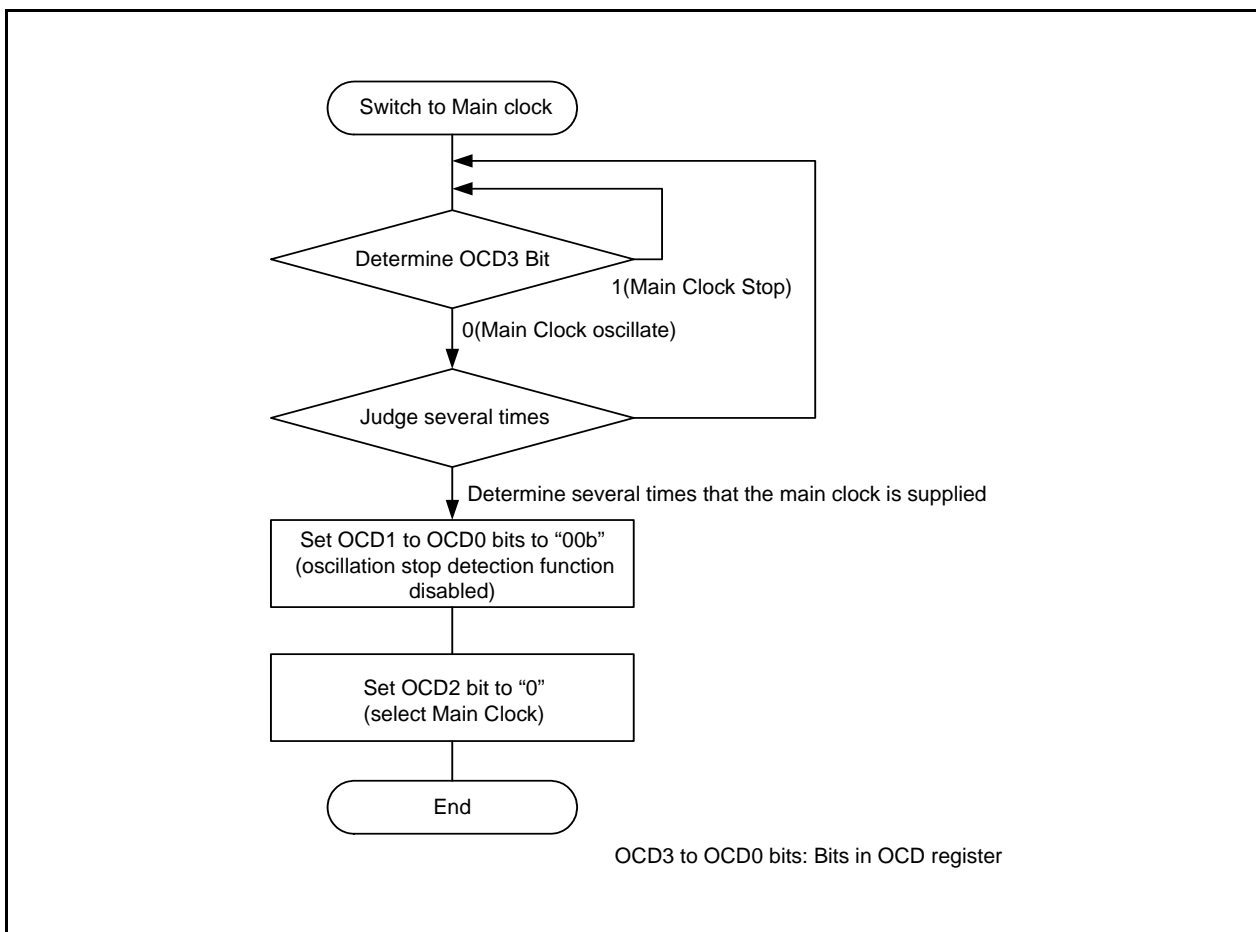 Switch to Main clock
Determine OCD3 Bit
1(Main Clock Stop)
0(Main Clock oscillate)
Judge several times
Determine several times that the main clock is supplied
Set OCD1 to OCD0 bits to “00b”
(oscillation stop detection function
disabled)
Set OCD2 bit to “0”
(select Main Clock)
End
OCD3 to OCD0 bits: Bits in OCD register